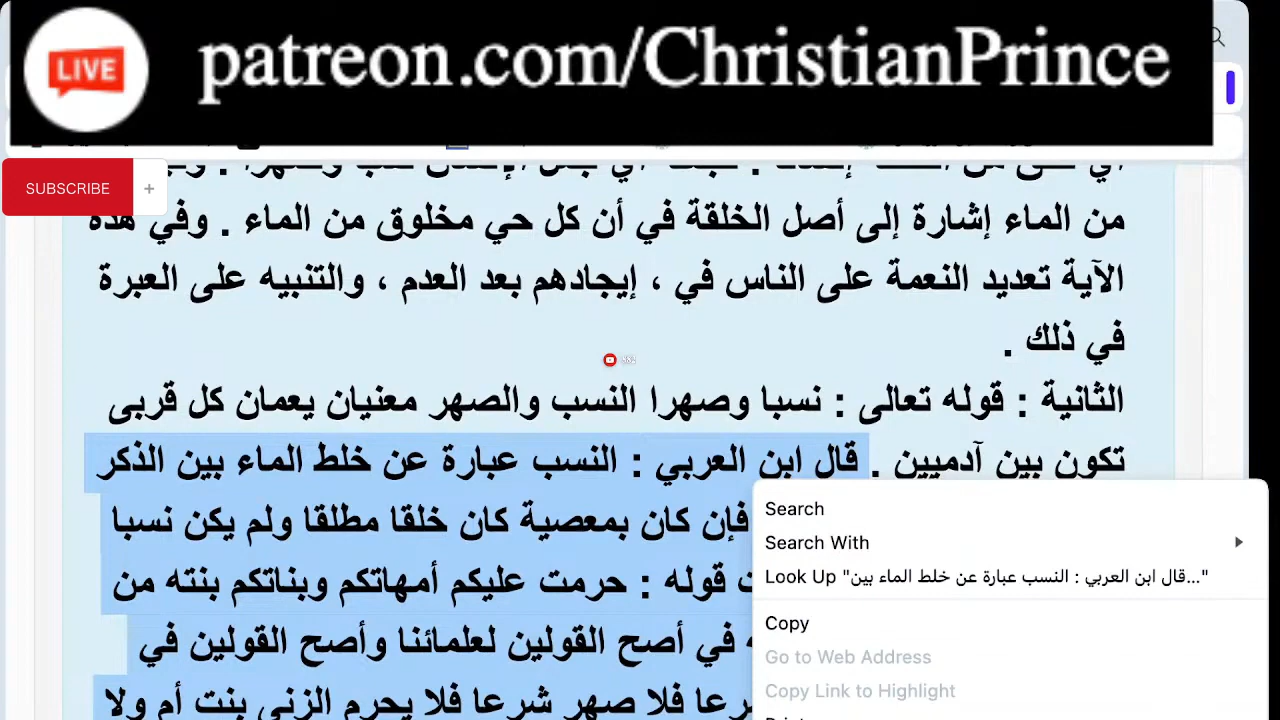 LIVE patreon.com/ChristianPrince
SUBSCRIBE +
من الماء إشارة إلى أصل الخلقة في أن كل حي مخلوق من الماء . وفي هذه
الآية تعديد النعمة على الناس في ، إيجادهم بعد العدم ، والتنبيه على العبرة
في ذلك .
الثانية : قوله تعالى : نسبا وصهرا النسب والصهر معنيان يعمان كل قربى
تكون بين آدميين . قال ابن العربي : النسب عبارة عن خلط الماء بين الذكر
فإن كان بمعصية كان خلقا مطلقا ولم يكن نسبا
قوله : حرمت عليكم أمهاتكم وبناتكم بنته من
في أصح القولين لعلمائنا وأصح القولين في
فلا صهر شرعا فلا يحرم الزنى بنت أم ولا
Search
Search With
Look Up "قال ابن العربي : النسب عبارة عن خلط الماء بين..."
Copy
Go to Web Address
Copy Link to Highlight